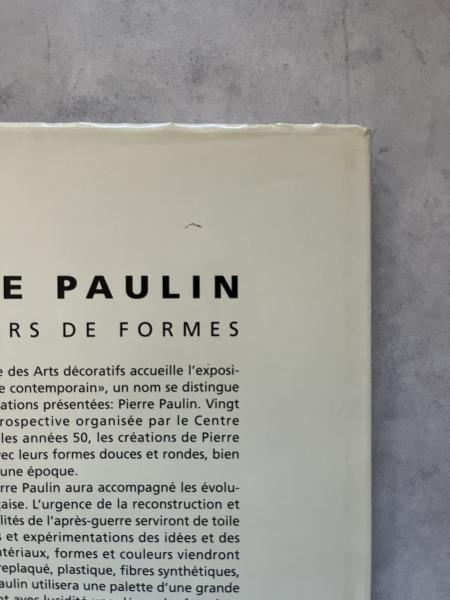 E PAULIN
RS DE FORMES
e des Arts décoratifs accueille l'exposi-
e contemporain», un nom se distingue
ations présentées: Pierre Paulin. Vingt
rospective organisée par le Centre
les années 50, les créations de Pierre
ec leurs formes douces et rondes, bien
une époque.
rre Paulin aura accompagné les évolu-
aise. L'urgence de la reconstruction et
lités de l'après-guerre serviront de toile
s et expérimentations des idées et des
atériaux, formes et couleurs viendront
replaqué, plastique, fibres synthétiques,
aulin utilisera une palette d'une grande